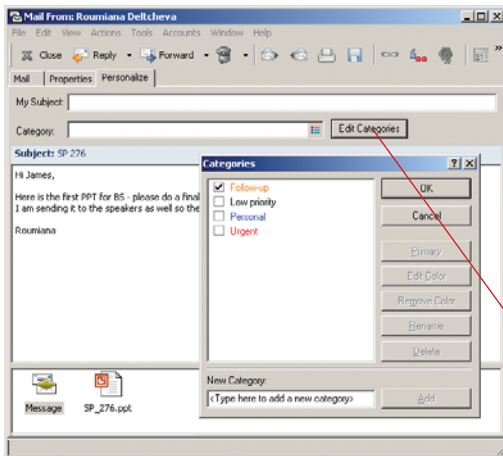 Mail From: Roumiana Deltcheva
File Edit View Actions Tools Accounts Window Help
Close Reply Forward
Mail Properties Personalize
My Subject:
Category: Edit Categories
Subject: SP 276
Hi James,
Here is the first PPT for BS - please do a final
I am sending it to the speakers as well so the
Roumiana
Categories
Follow-up
Low priority
Personal
Urgent
OK
Cancel
Primary
Edit Color
Remove Color
Rename
Delete
New Category:
<Type here to add a new category> Add
Message SP_276.ppt